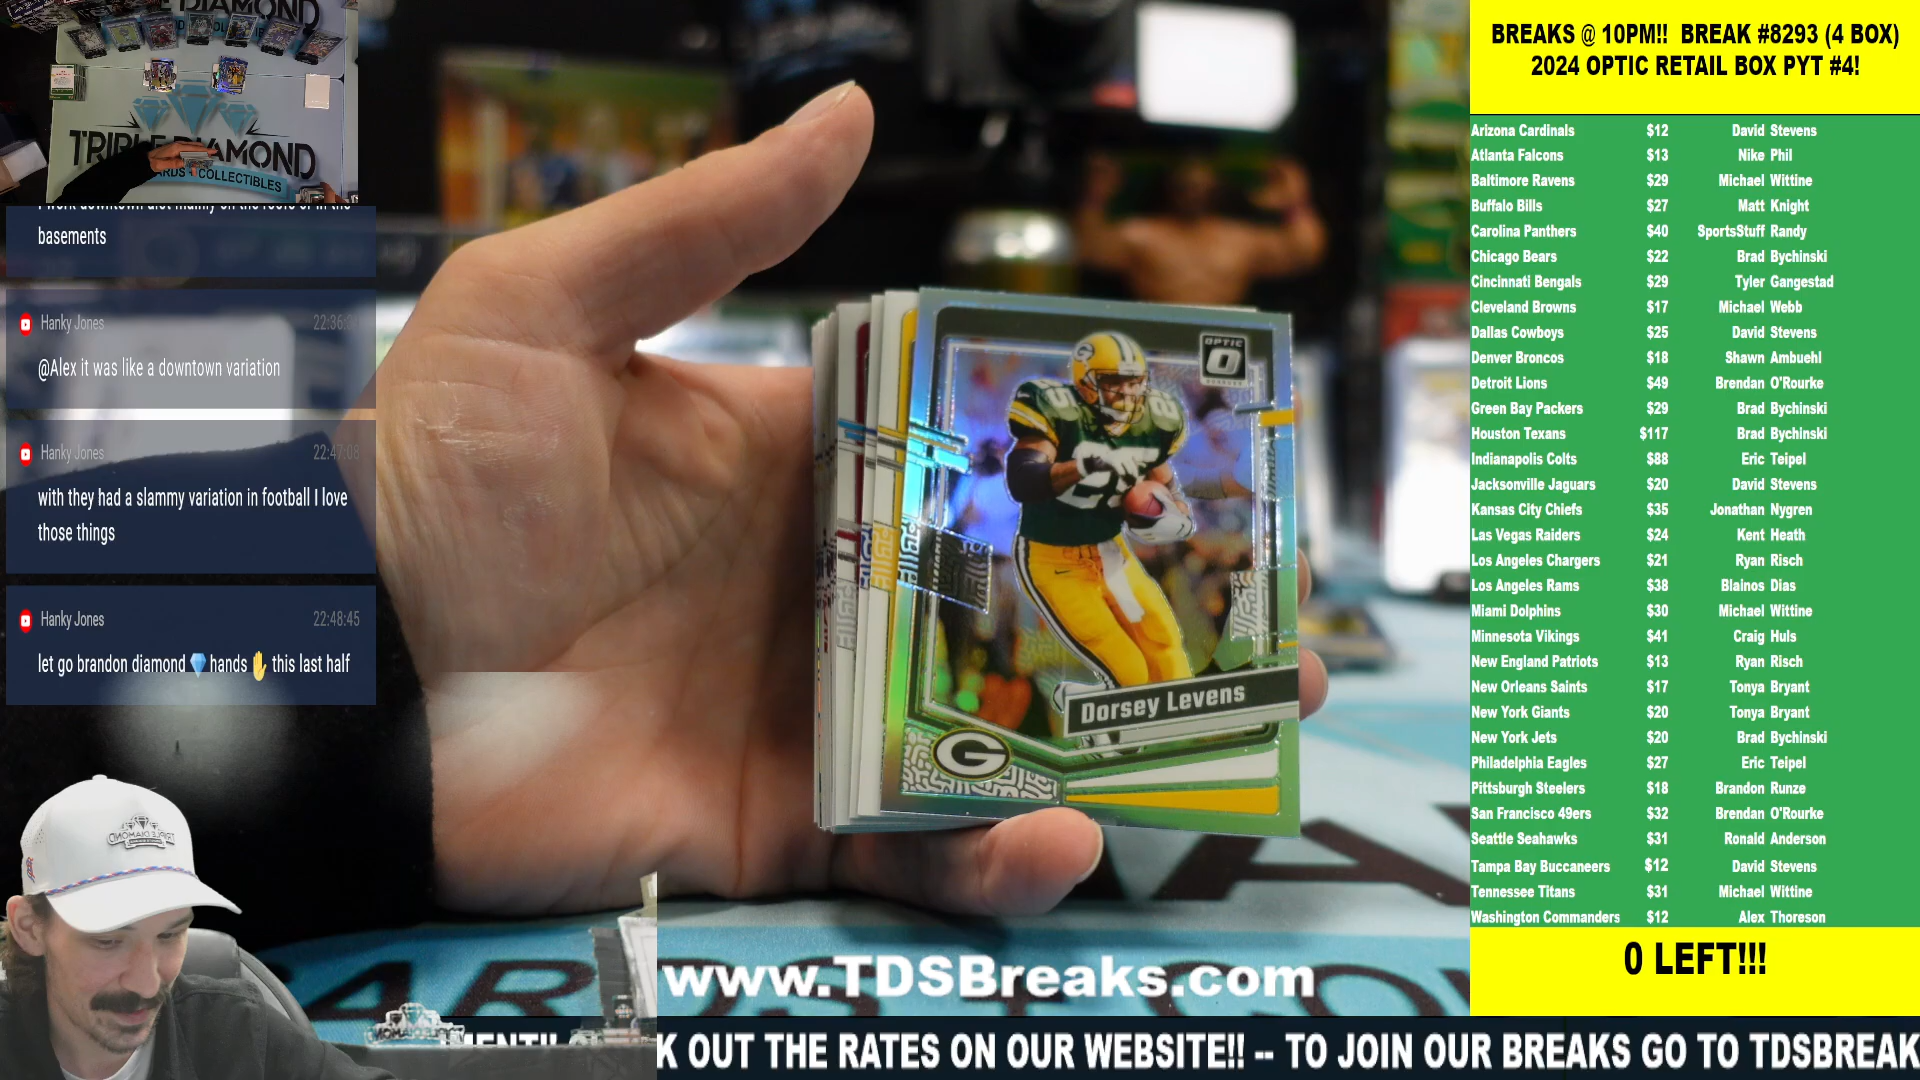 TRIPLE DIAMOND
CARDS + COLLECTIBLES
basements
Hanky Jones
@Alex it was like a downtown variation
Hanky Jones
with they had a slammy variation in football I love
those things
Hanky Jones 22:48:45
let go brandon diamond 💎hands ✋ this last half
OPTIC
Dorsey Levens
G
25
www.TDSBreaks.com
K OUT THE RATES ON OUR WEBSITE!! -- TO JOIN OUR BREAKS GO TO TDSBREAK
BREAKS @ 10PM!! BREAK #8293 (4 BOX)
2024 OPTIC RETAIL BOX PYT #4!
Arizona Cardinals $12 David Stevens
Atlanta Falcons $13 Nike Phil
Baltimore Ravens $29 Michael Wittine
Buffalo Bills $27 Matt Knight
Carolina Panthers $40 SportsStuff Randy
Chicago Bears $22 Brad Bychinski
Cincinnati Bengals $29 Tyler Gangestad
Cleveland Browns $17 Michael Webb
Dallas Cowboys $25 David Stevens
Denver Broncos $18 Shawn Ambuehl
Detroit Lions $49 Brendan O'Rourke
Green Bay Packers $29 Brad Bychinski
Houston Texans $117 Brad Bychinski
Indianapolis Colts $88 Eric Teipel
Jacksonville Jaguars $20 David Stevens
Kansas City Chiefs $35 Jonathan Nygren
Las Vegas Raiders $24 Kent Heath
Los Angeles Chargers $21 Ryan Risch
Los Angeles Rams $38 Blainos Dias
Miami Dolphins $30 Michael Wittine
Minnesota Vikings $41 Craig Huls
New England Patriots $13 Ryan Risch
New Orleans Saints $17 Tonya Bryant
New York Giants $20 Tonya Bryant
New York Jets $20 Brad Bychinski
Philadelphia Eagles $27 Eric Teipel
Pittsburgh Steelers $18 Brandon Runze
San Francisco 49ers $32 Brendan O'Rourke
Seattle Seahawks $31 Ronald Anderson
Tampa Bay Buccaneers $12 David Stevens
Tennessee Titans $31 Michael Wittine
Washington Commanders $12 Alex Thoreson
0 LEFT!!!